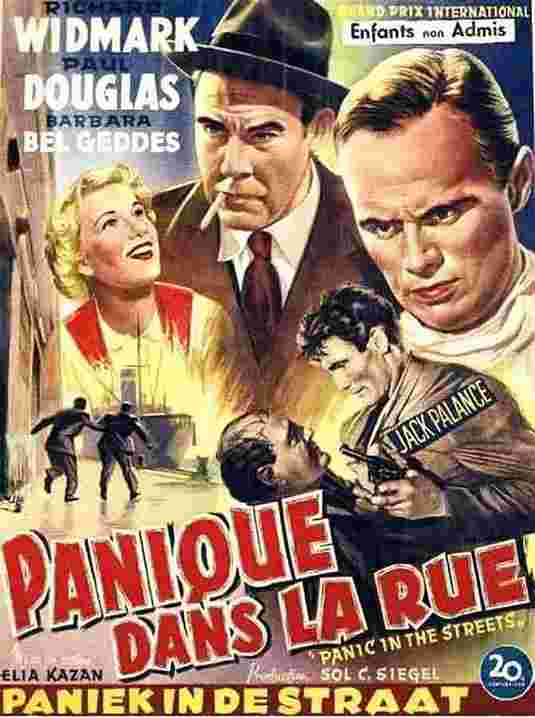 RICHARD
WIDMARK
PAUL
DOUGLAS
BARBARA
BEL GEDDES
GRAND PRIX INTERNATIONAL
Enfants non Admis
JACK PALANCE
PANIQUE
DANS LA RUE
"PANIC IN THE STREETS"
ELIA KAZAN
Production SOL C. SIEGEL
20
PANIEK IN DE STRAAT